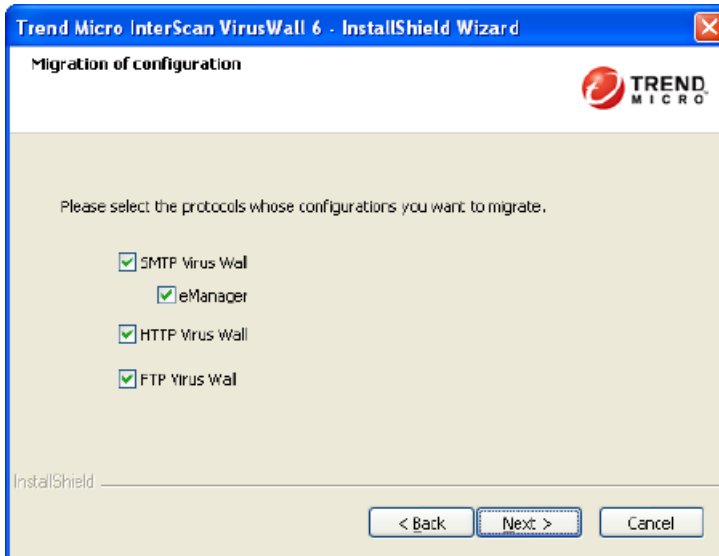 Trend Micro InterScan VirusWall 6 - InstallShield Wizard
Migration of configuration
TREND
MICRO
Please select the protocols whose configurations you want to migrate.
SMTP Virus Wall
eManager
HTTP Virus Wall
FTP Virus Wall
InstallShield
< Back
Next >
Cancel